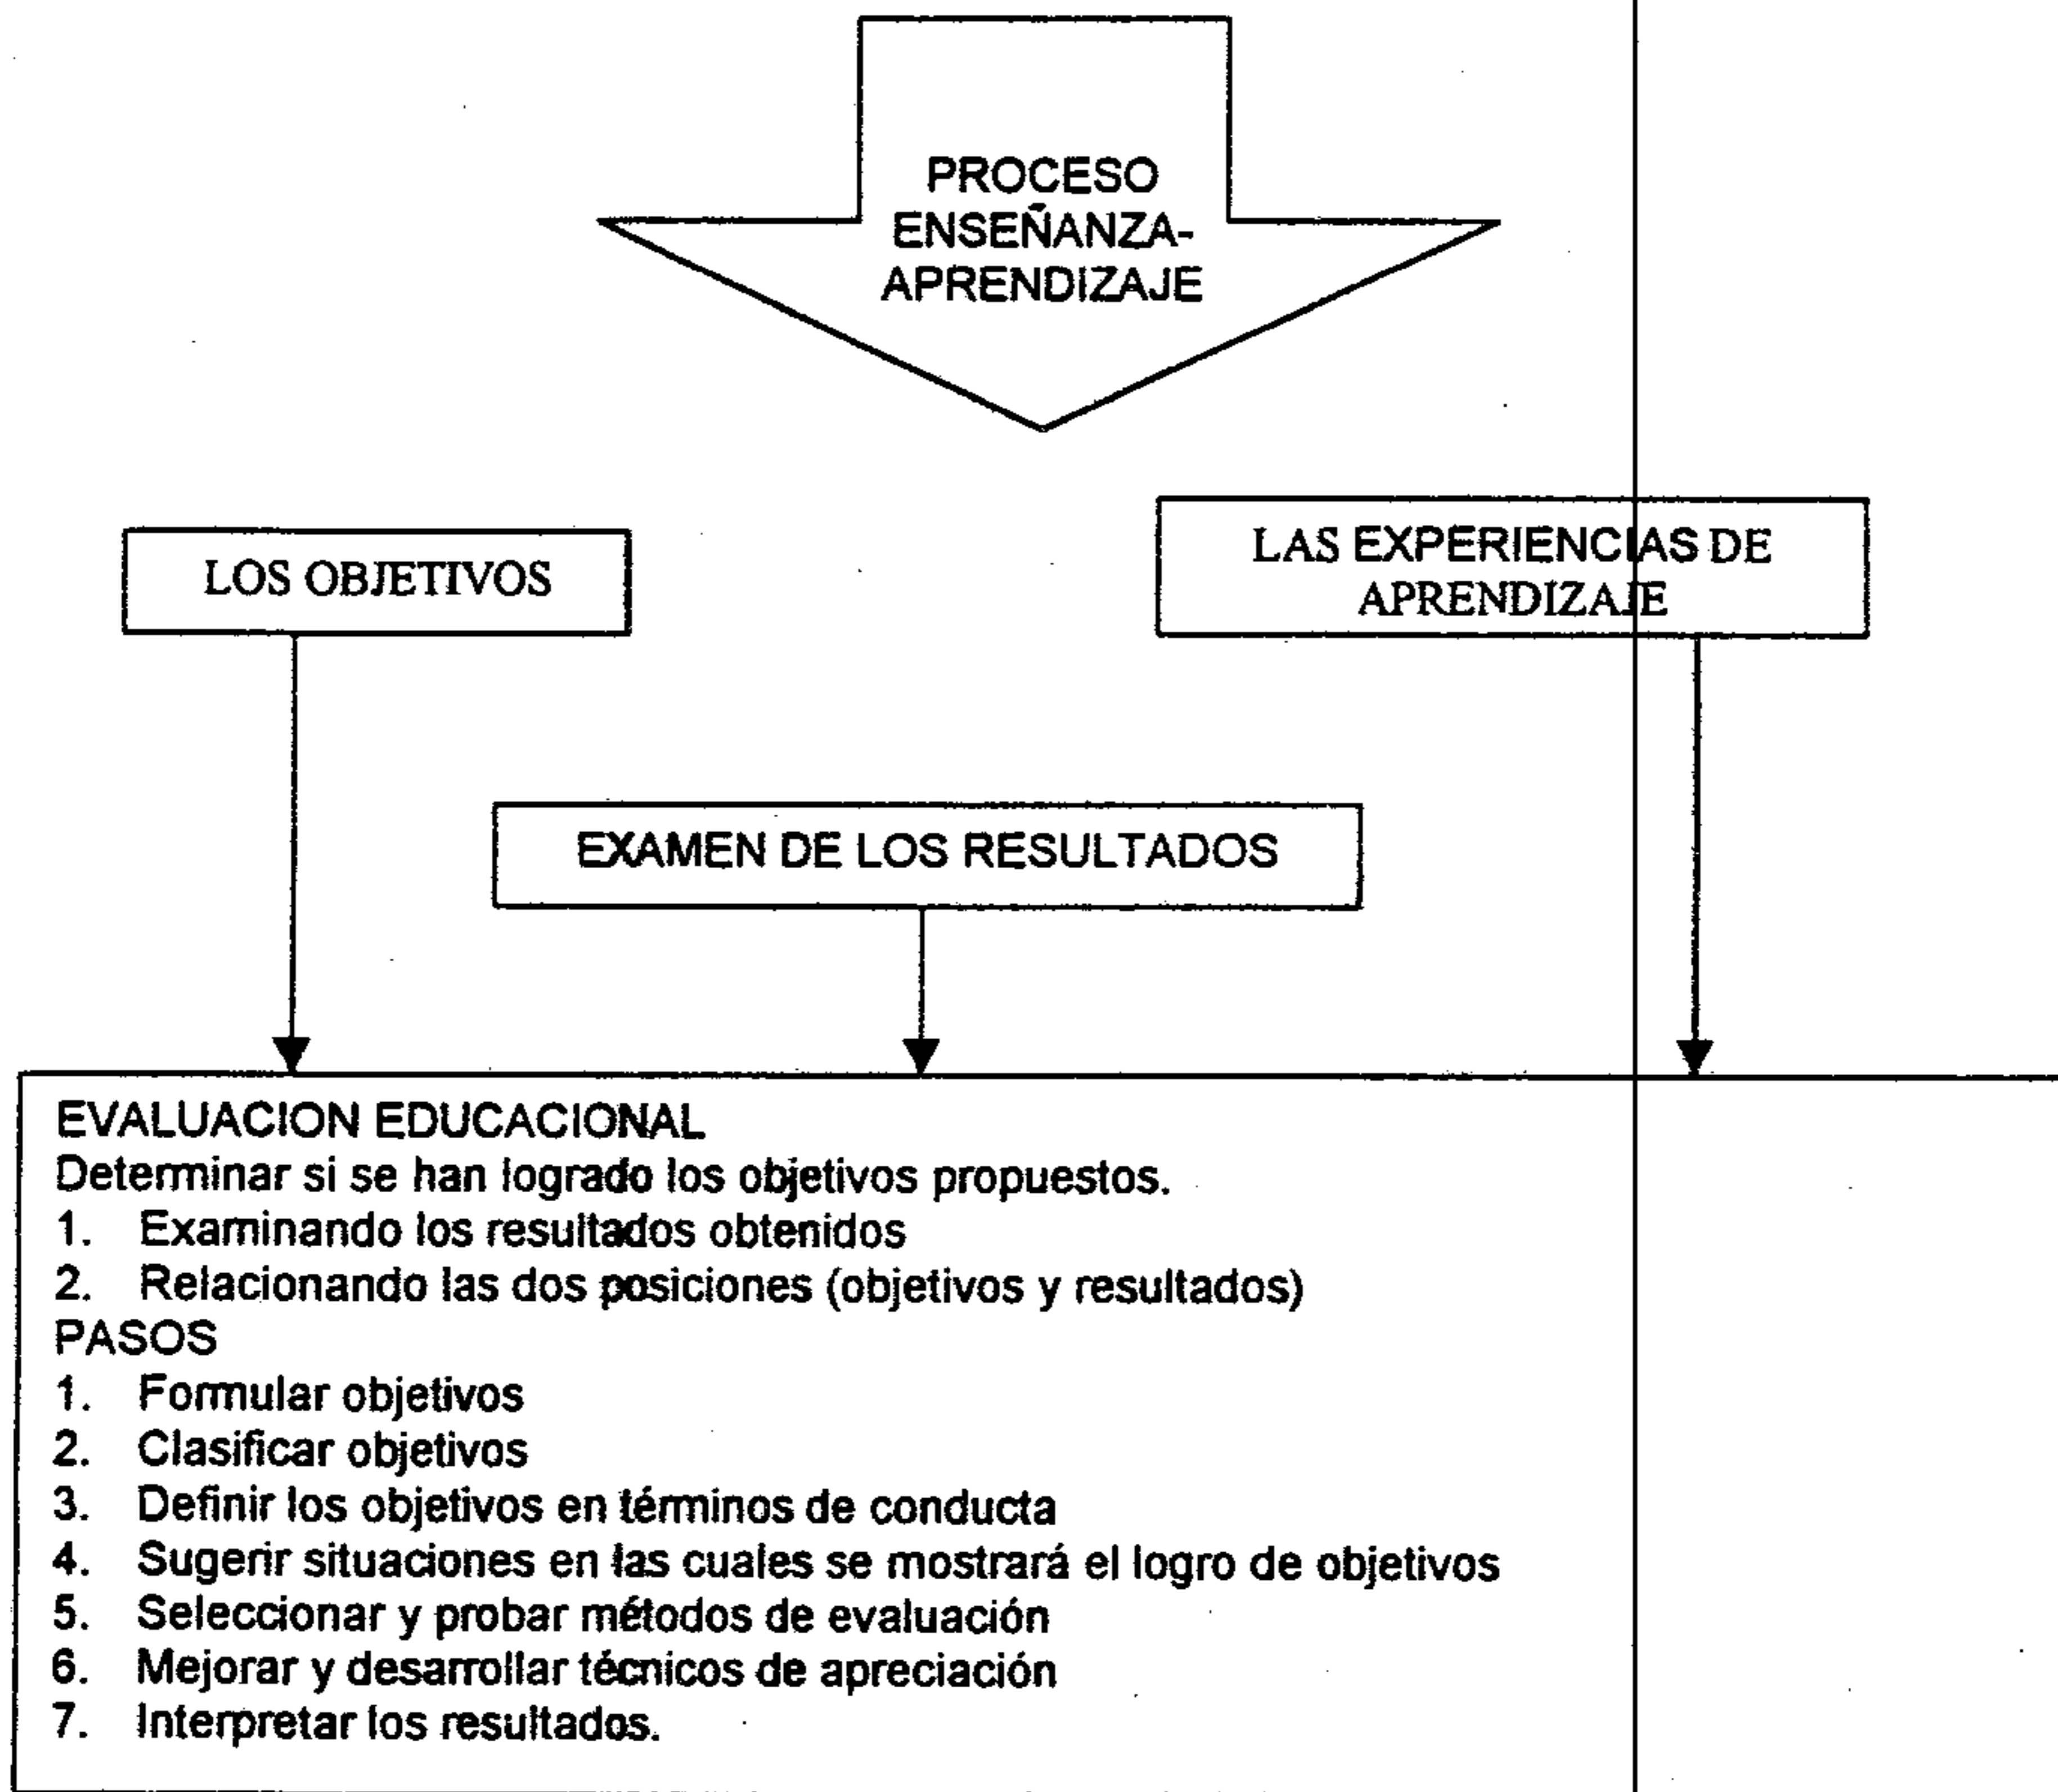 PROCESO
ENSEÑANZA-
APRENDIZAJE
LOS OBJETIVOS
LAS EXPERIENCIAS DE
APRENDIZAJE
EXAMEN DE LOS RESULTADOS
EVALUACION EDUCACIONAL
Determinar si se han logrado los objetivos propuestos.
1. Examinando los resultados obtenidos
2. Relacionando las dos posiciones (objetivos y resultados)
PASOS
1. Formular objetivos
2. Clasificar objetivos
3. Definir los objetivos en términos de conducta
4. Sugerir situaciones en las cuales se mostrará el logro de objetivos
5. Seleccionar y probar métodos de evaluación
6. Mejorar y desarrollar técnicos de apreciación
7. Interpretar los resultados.